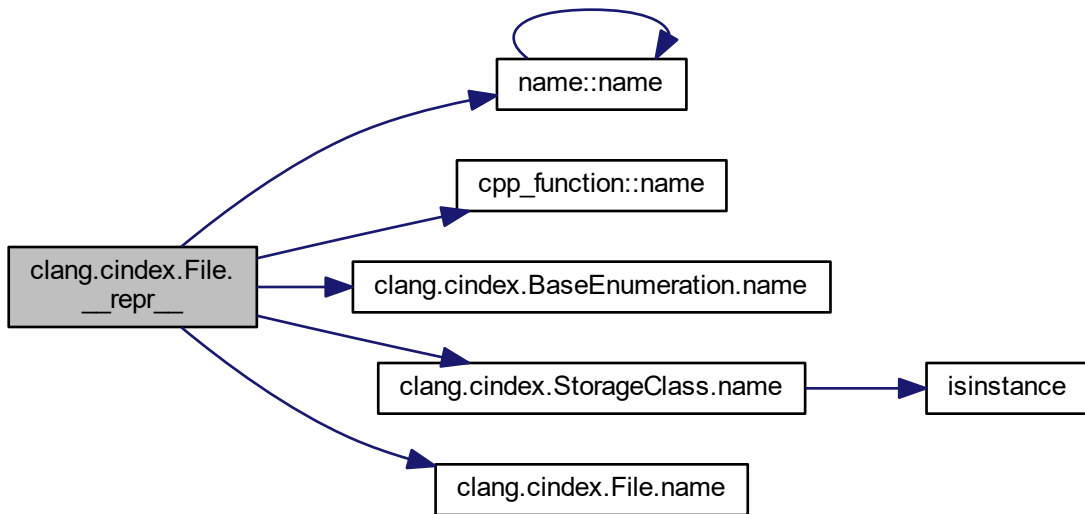 name::name
cpp_function::name
clang.cindex.File.
__repr__
clang.cindex.BaseEnumeration.name
clang.cindex.StorageClass.name
isinstance
clang.cindex.File.name